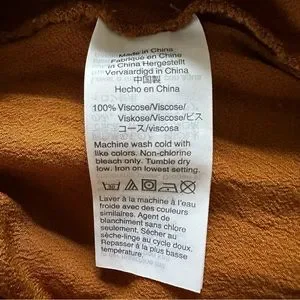 Made in China
Fabriqué en Chine
In China Hergestellt
Vervaardigd in China
中国製
Hecho en China
100% Viscose/Viscose/
Viskose/Viscose/ビス
コース/viscosa
Machine wash cold with
like colors. Non-chlorine
bleach only. Tumble dry
low. Iron on lowest setting.
Laver à la machine à l'eau
froide avec des couleurs
similaires. Agent de
blanchiment sans chlore
seulement. Sécher au
sèche-linge au cycle doux.
Repasser à la plus basse
température.